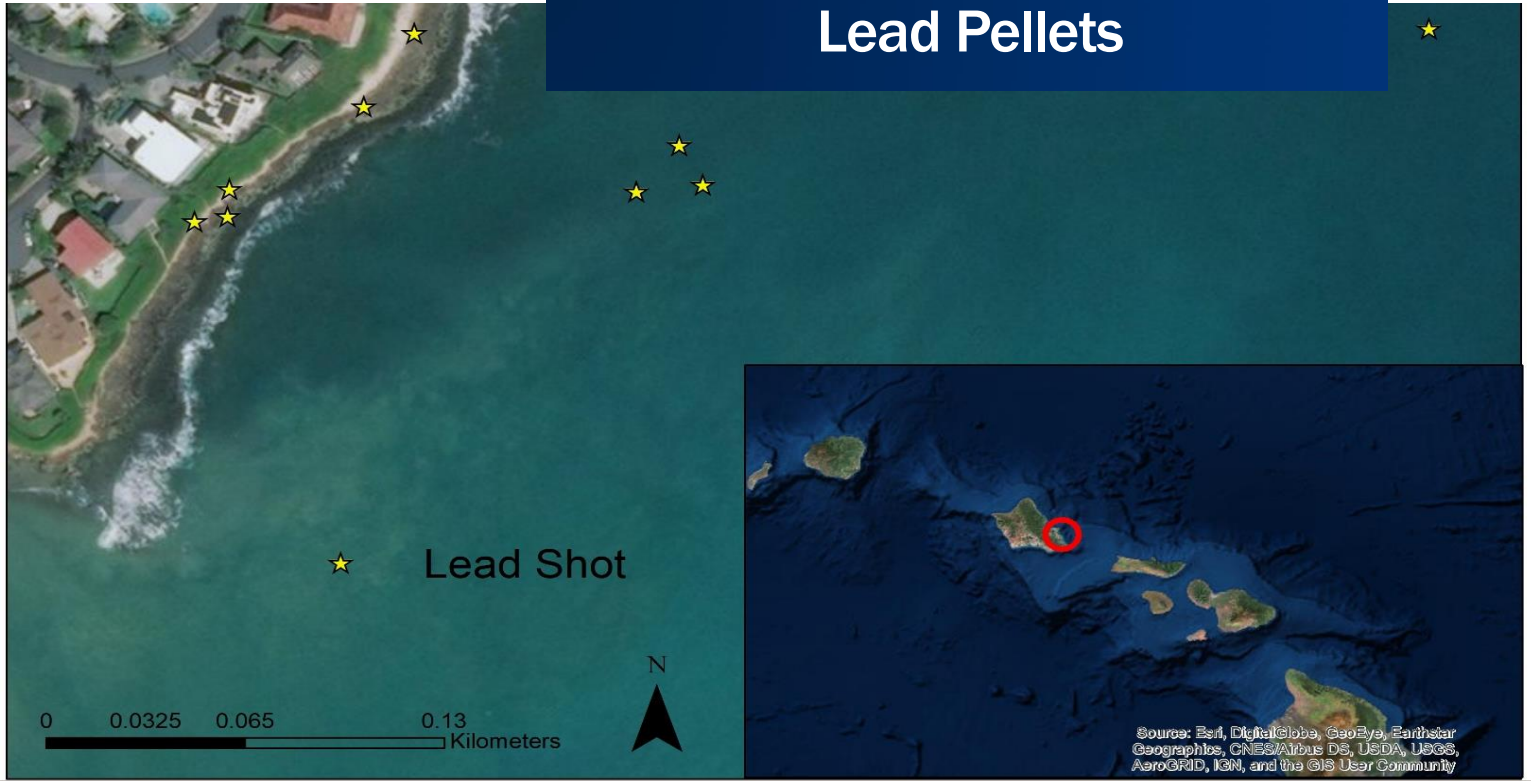 Lead Pellets
Lead Shot
N
0 0.0325 0.065 0.13
Kilometers
Source: Esri, DigitalGlobe, GeoEye, Earthstar
Geographics, CNES/Airbus DS, USDA, USGS,
AeroGRID, IGN, and the GIS User Community